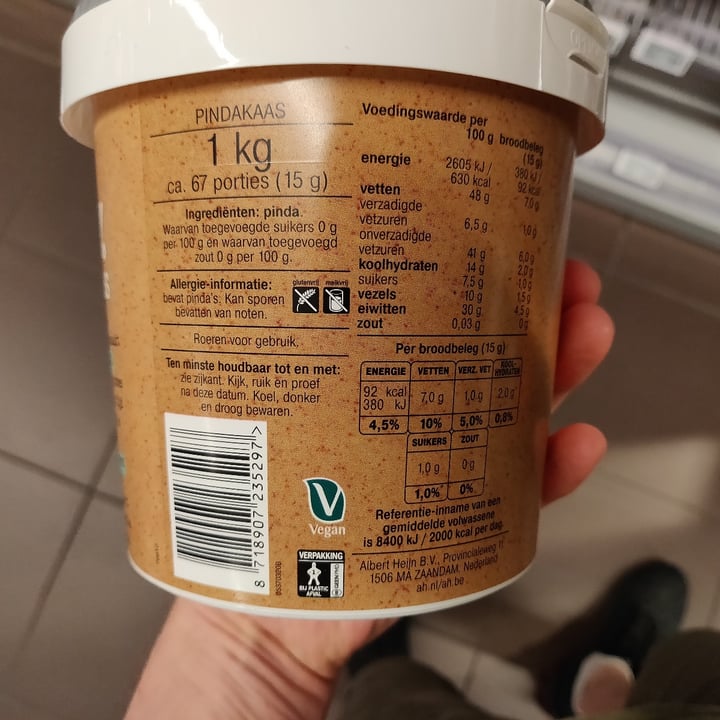 PINDAKAAS
1 kg
ca. 67 porties (15 g)
Ingrediënten: pinda.
Waarvan toegevoegde suikers 0 g
per 100 g en waarvan toegevoegd
zout 0 g per 100 g.
Allergie-informatie:
bevat pinda's. Kan sporen
bevatten van noten.
glutenvrij melkvrij
Roeren voor gebruik.
Ten minste houdbaar tot en met:
zie zijkant. Kijk, ruik en proef
na deze datum. Koel, donker
en droog bewaren.
8 718907 235297 >
Vegan
VERPAKKING
BIJ PLASTIC
AFVAL
Voedingswaarde per
100 g broodbeleg
(15 g)
energie 2605 kJ / 380 kJ /
630 kcal 92 kcal
vetten 48 g 7,0 g
verzadigde
vetzuren 6,5 g 1,0 g
onverzadigde
vetzuren 41 g 6,0 g
koolhydraten 14 g 2,0 g
suikers 7,5 g 1,0 g
vezels 10 g 1,5 g
eiwitten 30 g 4,5 g
zout 0,03 g 0 g
Per broodbeleg (15 g)
ENERGIE VETTEN VERZ. VET KOOL-
HYDRATEN
92 kcal 7,0 g 1,0 g 2,0 g
380 kJ
4,5% 10% 5,0% 0,8%
SUIKERS ZOUT
1,0 g 0 g
1,0% 0%
Referentie-inname van een
gemiddelde volwassene
is 8400 kJ / 2000 kcal per dag.
Albert Heijn B.V., Provincialeweg 11
1506 MA ZAANDAM, Nederland
ah.nl/ah.be